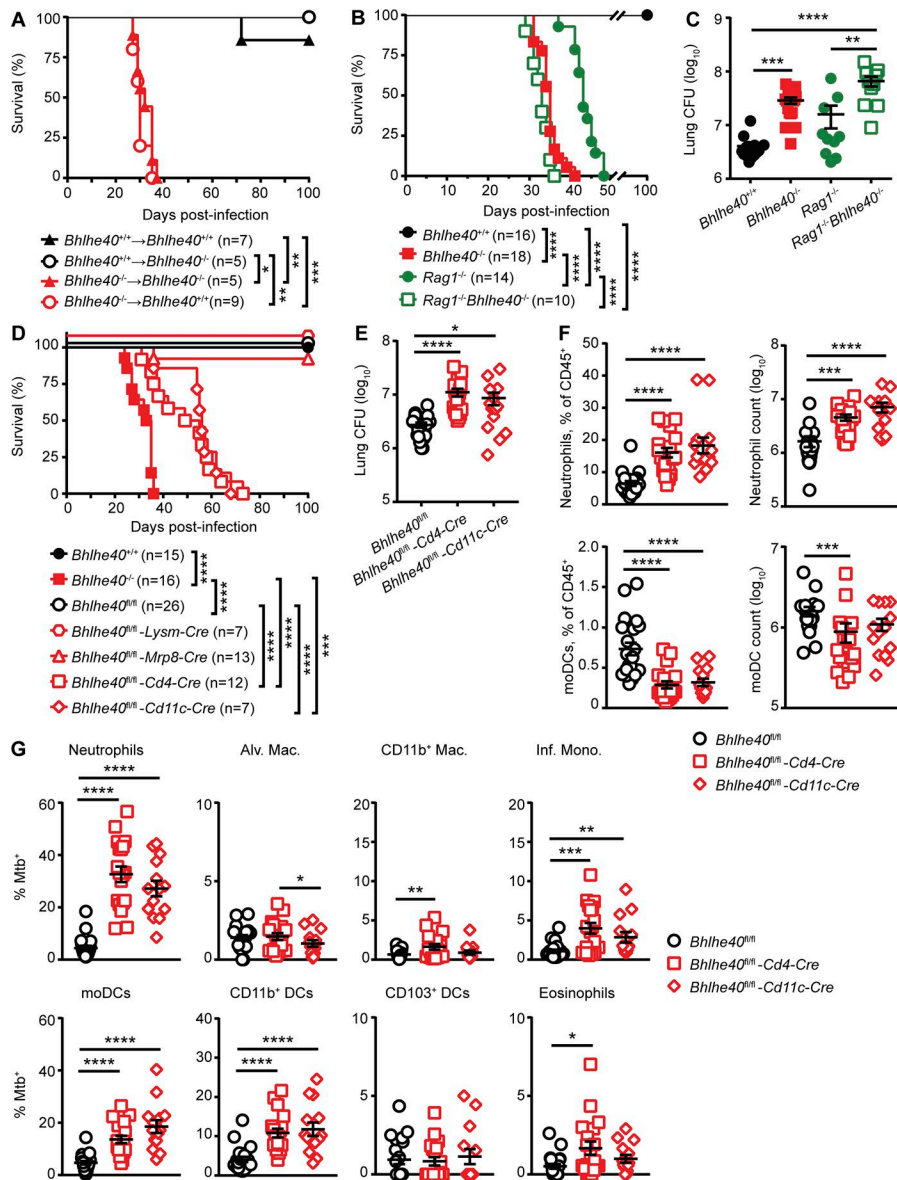 A
Survival (%)
100
75
50
25
0
0 20 40 60 80 100
Days post-infection
Bhlhe40+/+→Bhlhe40+/+ (n=7)
Bhlhe40+/+→Bhlhe40-/- (n=5)
Bhlhe40-/-→Bhlhe40-/- (n=5)
Bhlhe40-/-→Bhlhe40+/+ (n=9)
* ** ** ***
B
Survival (%)
100
75
50
25
0
0 10 20 30 40 50 100
Days post-infection
Bhlhe40+/+ (n=16)
Bhlhe40-/- (n=18)
Rag1-/- (n=14)
Rag1-/-Bhlhe40-/- (n=10)
**** **** **** **** ****
C
Lung CFU (log10)
9
8
7
6
****
*** **
Bhlhe40+/+
Bhlhe40-/-
Rag1-/-
Rag1-/-Bhlhe40-/-
D
Survival (%)
100
75
50
25
0
0 20 40 60 80 100
Days post-infection
Bhlhe40+/+ (n=15)
Bhlhe40-/- (n=16)
Bhlhe40fl/fl (n=26)
Bhlhe40fl/fl-Lysm-Cre (n=7)
Bhlhe40fl/fl-Mrp8-Cre (n=13)
Bhlhe40fl/fl-Cd4-Cre (n=12)
Bhlhe40fl/fl-Cd11c-Cre (n=7)
**** **** **** **** **** ***
E
Lung CFU (log10)
8
7
6
5
*
****
Bhlhe40fl/fl
Bhlhe40fl/fl-Cd4-Cre
Bhlhe40fl/fl-Cd11c-Cre
F
Neutrophils, % of CD45+
50
40
30
20
10
0
****
****
Neutrophil count (log10)
8
7
6
5
****
***
moDCs, % of CD45+
2.0
1.5
1.0
0.5
0
****
****
moDC count (log10)
7
6
5
***
Bhlhe40fl/fl
Bhlhe40fl/fl-Cd4-Cre
Bhlhe40fl/fl-Cd11c-Cre
G
Neutrophils
% Mtb+
60
40
20
0
****
****
Alv. Mac.
10
5
0
*
CD11b+ Mac.
20
15
10
5
0
**
Inf. Mono.
20
15
10
5
0
**
***
Bhlhe40fl/fl
Bhlhe40fl/fl-Cd4-Cre
Bhlhe40fl/fl-Cd11c-Cre
moDCs
% Mtb+
60
40
20
0
****
****
CD11b+ DCs
40
30
20
10
0
****
****
CD103+ DCs
10
5
0
Eosinophils
10
5
0
*